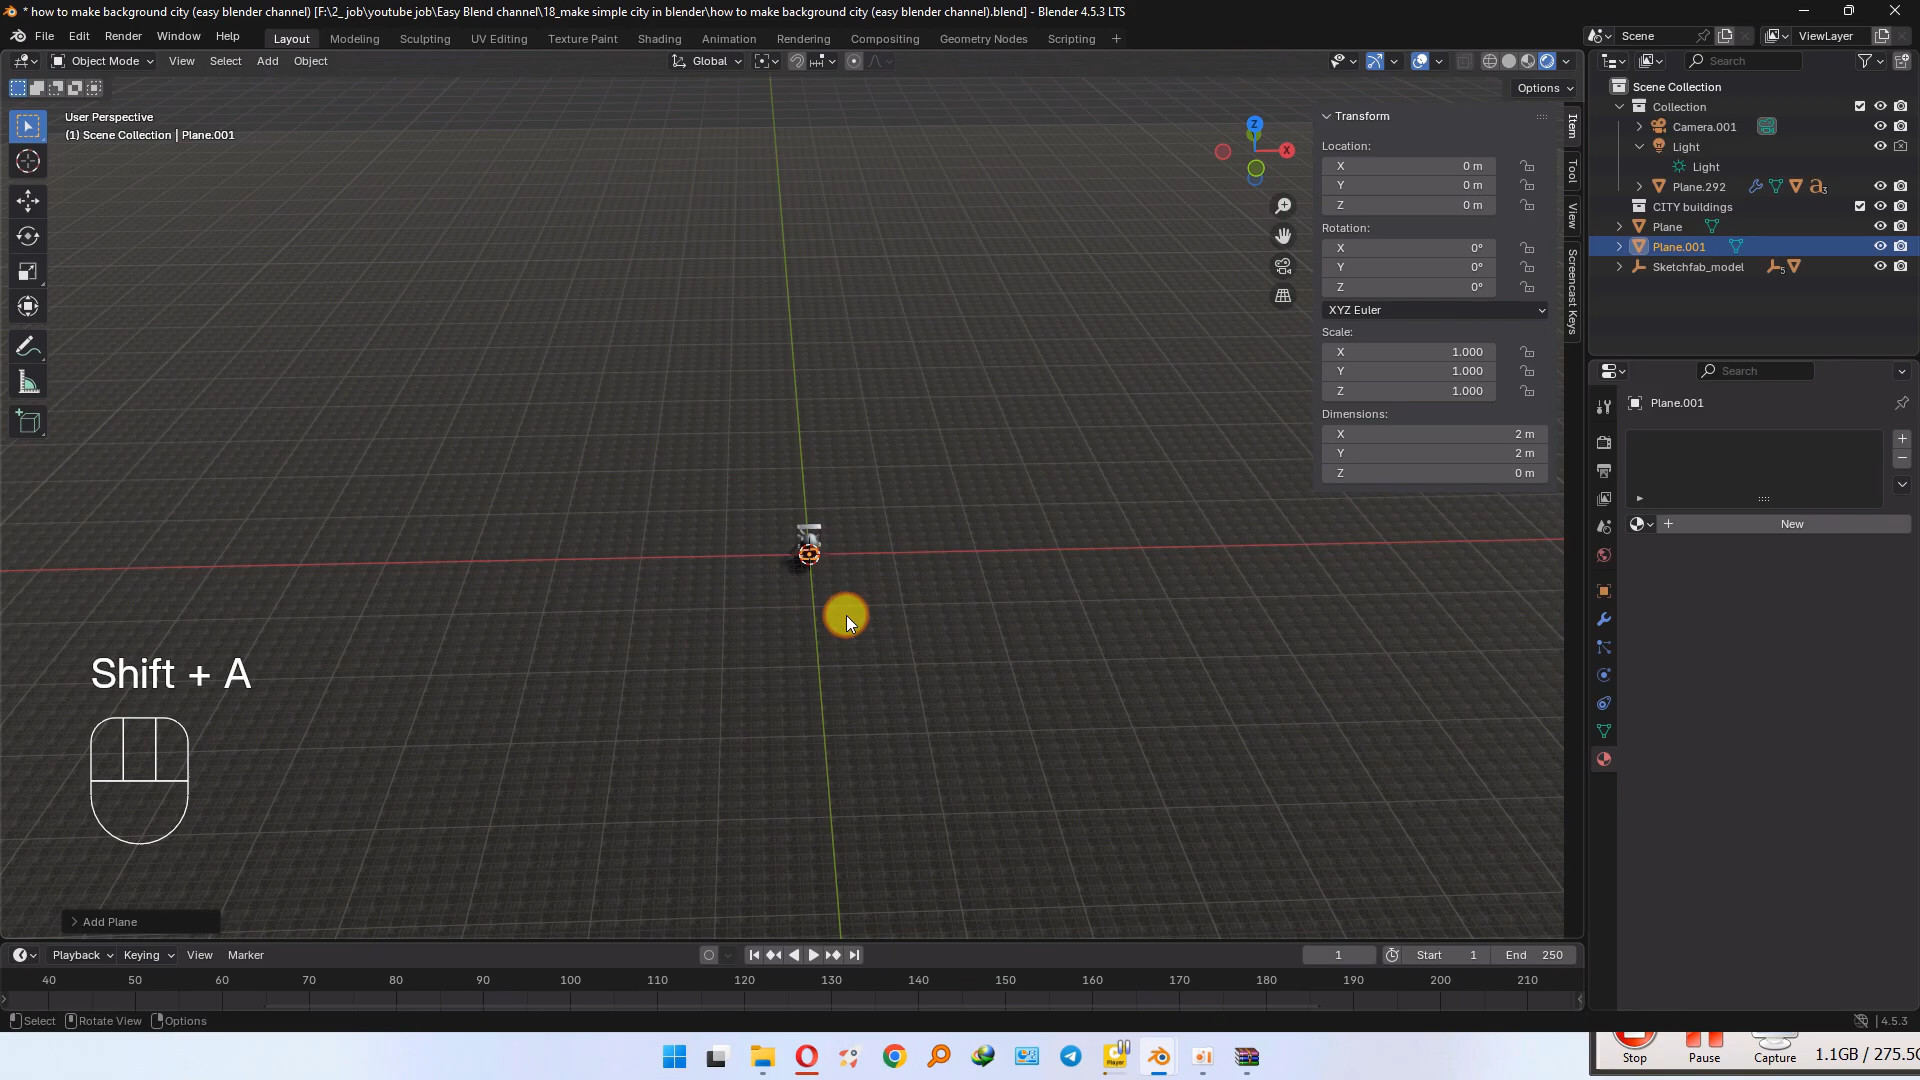 * how to make background city (easy blender channel) [F:\2_ job\youtube job\Easy Blend channel\18_make simple city in blender\how to make background city (easy blender channel).blend] - Blender 4.5.3 LTS
File Edit Render Window Help Layout Modeling Sculpting UV Editing Texture Paint Shading Animation Rendering Compositing Geometry Nodes Scripting + Scene ViewLayer
Object Mode View Select Add Object Global Search
Options
User Perspective
(1) Scene Collection | Plane.001
Z
X
Transform
Location:
X 0 m
Y 0 m
Z 0 m
Rotation:
X 0°
Y 0°
Z 0°
XYZ Euler
Scale:
X 1.000
Y 1.000
Z 1.000
Dimensions:
X 2 m
Y 2 m
Z 0 m
Item
Tool
View
Screencast Keys
Scene Collection
Collection
Camera.001
Light
Light
Plane.292 3
CITY buildings
Plane
Plane.001
Sketchfab_model 5
Search
Plane.001
New
Shift + A
Add Plane
Playback Keying View Marker 1 Start 1 End 250
40 50 60 70 80 90 100 110 120 130 140 150 160 170 180 190 200 210
Select Rotate View Options 4.5.3
Player
Stop Pause Capture 1.1GB / 275.5